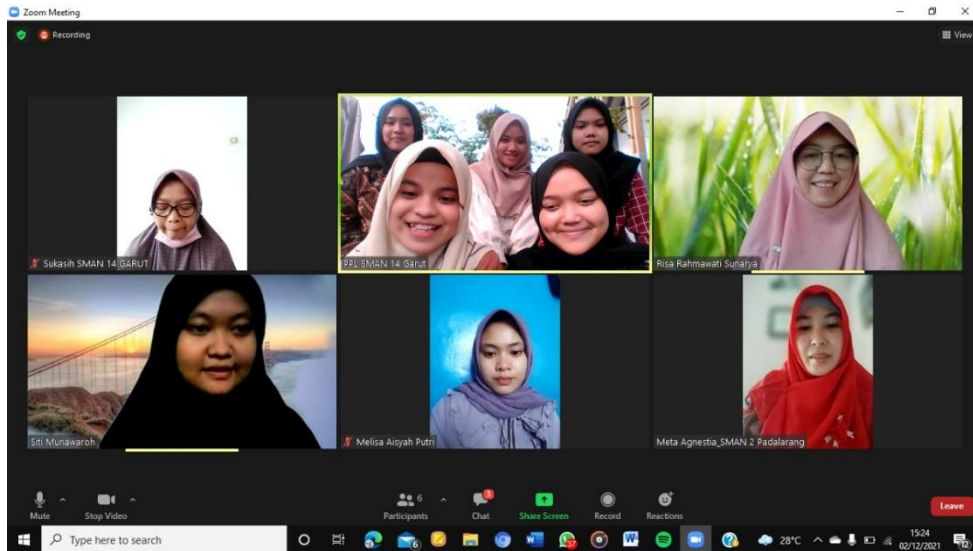 Zoom Meeting
Recording
View
Sukasih SMAN 14 GARUT
PPL SMAN 14 Garut
Risa Rahmawati Sunarya
Siti Munawaroh
Melisa Aisyah Putri
Meta Agnestia_SMAN 2 Padalarang
Mute
Stop Video
Participants
6
Chat
3
Share Screen
Record
Reactions
Leave
Type here to search
28°C
15:24
02/12/2021